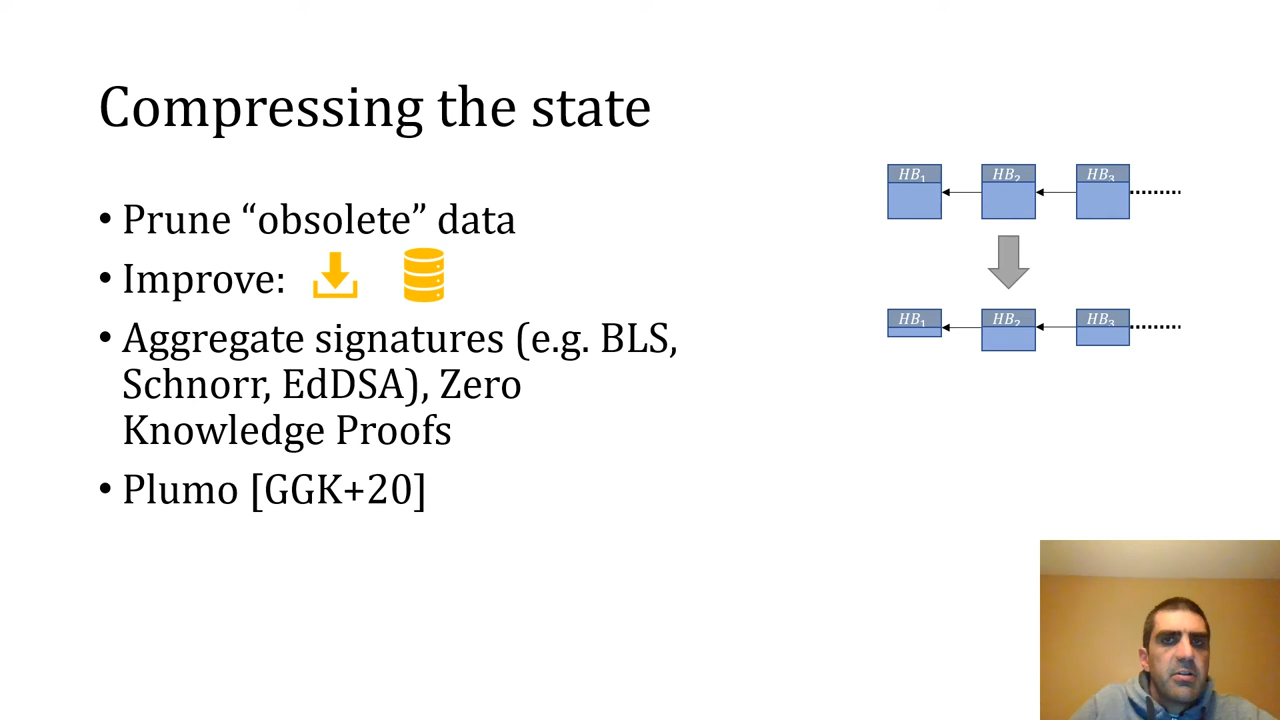 Compressing the state
• Prune “obsolete” data
• Improve:
• Aggregate signatures (e.g. BLS,
Schnorr, EdDSA), Zero
Knowledge Proofs
• Plumo [GGK+20]
HB₁ HB₂ HB₃
HB₁ HB₂ HB₃